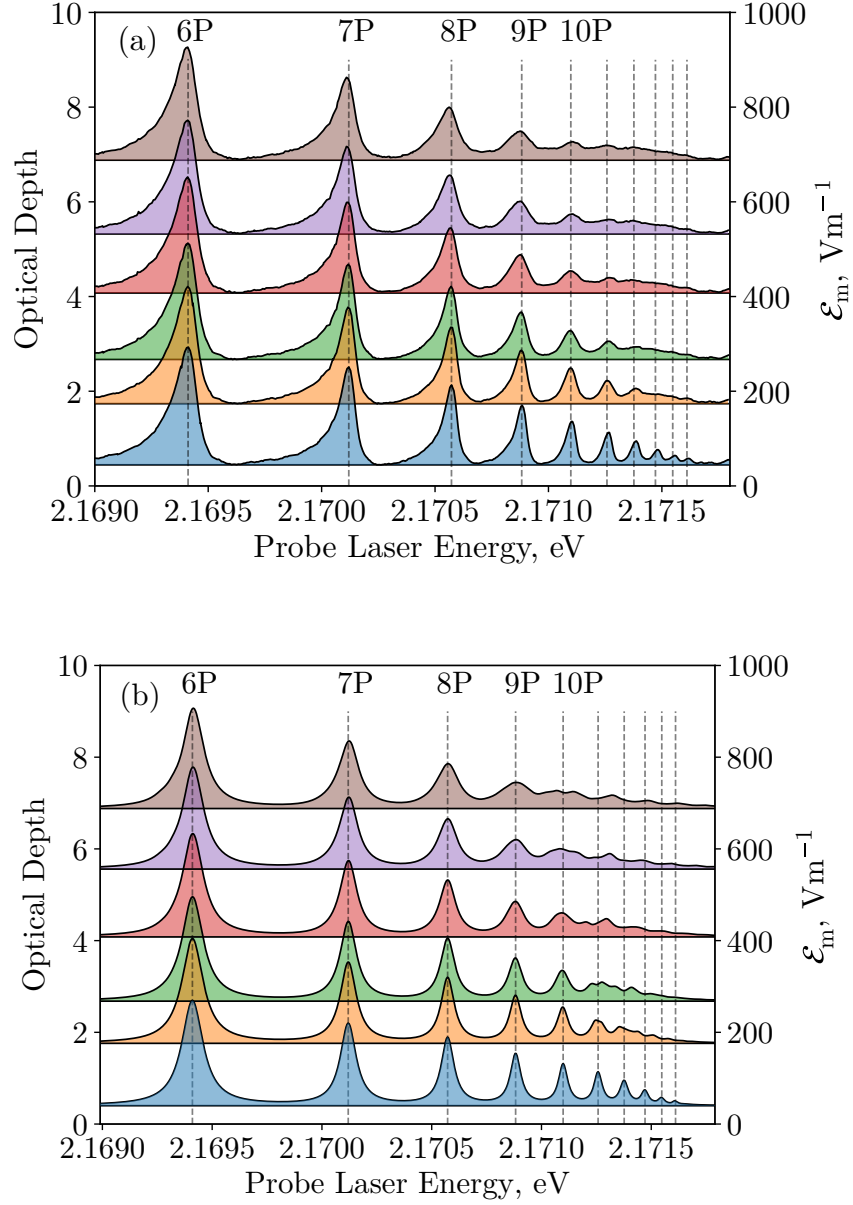 (a) 6P 7P 8P 9P 10P
10 8 6 4 2 0
Optical Depth
1000 800 600 400 200 0
ℰm, Vm−1
2.1690 2.1695 2.1700 2.1705 2.1710 2.1715
Probe Laser Energy, eV
(b) 6P 7P 8P 9P 10P
10 8 6 4 2 0
Optical Depth
1000 800 600 400 200 0
ℰm, Vm−1
2.1690 2.1695 2.1700 2.1705 2.1710 2.1715
Probe Laser Energy, eV